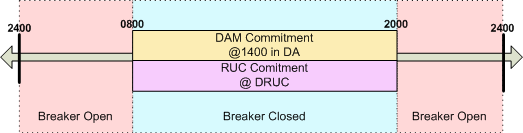 2400
0800
2000
2400
DAM Commitment
@1400 in DA
RUC Comitment
@ DRUC
Breaker Open
Breaker Closed
Breaker Open